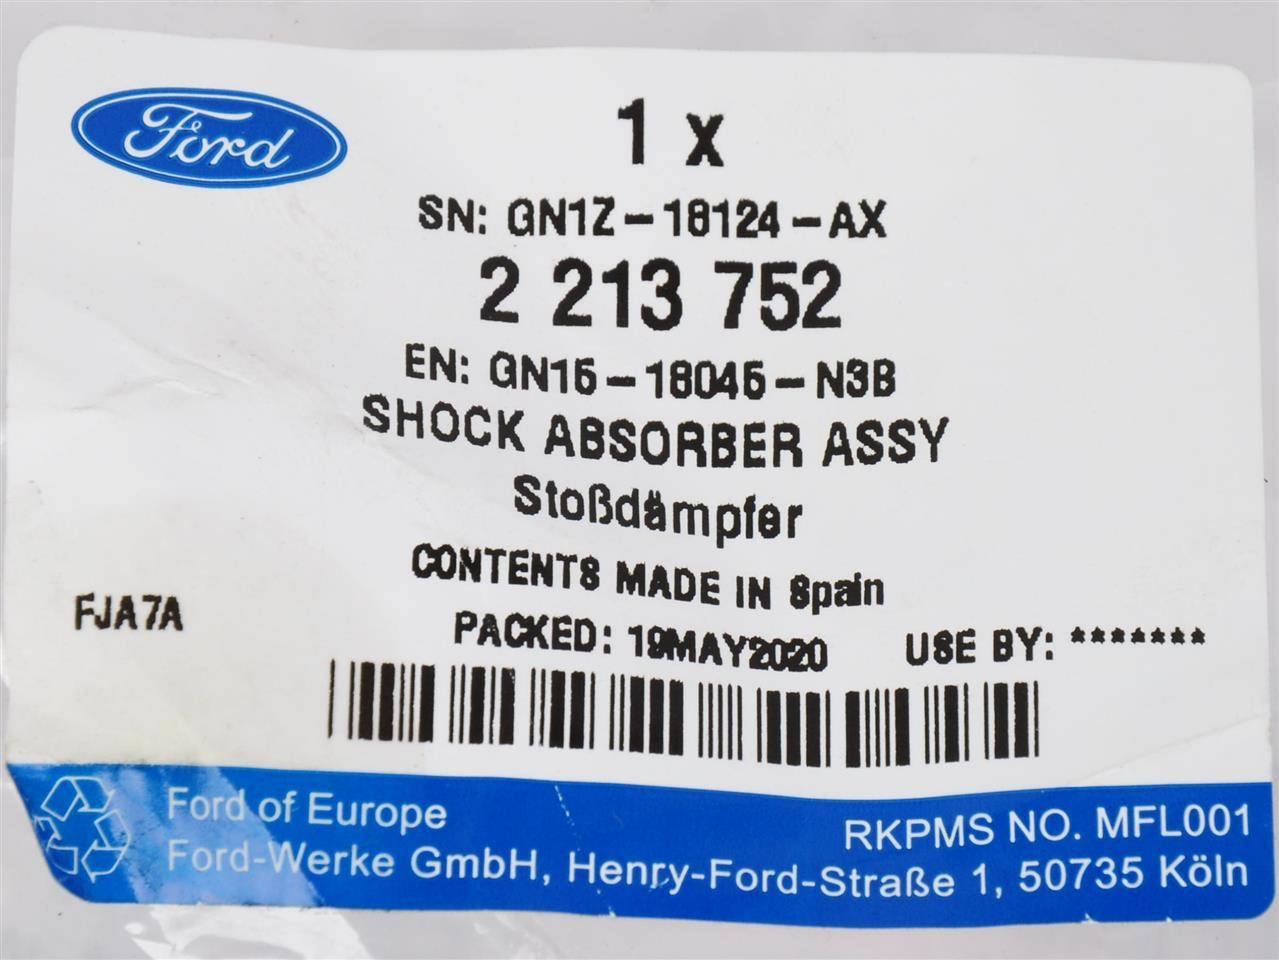 Ford
1 x
SN: GN1Z-18124-AX
2 213 752
EN: GN15-18045-N3B
SHOCK ABSORBER ASSY
Stoßdämpfer
CONTENTS MADE IN Spain
FJA7A
PACKED: 19MAY2020 USE BY: *******
Ford of Europe
RKPMS NO. MFL001
Ford-Werke GmbH, Henry-Ford-Straße 1, 50735 Köln